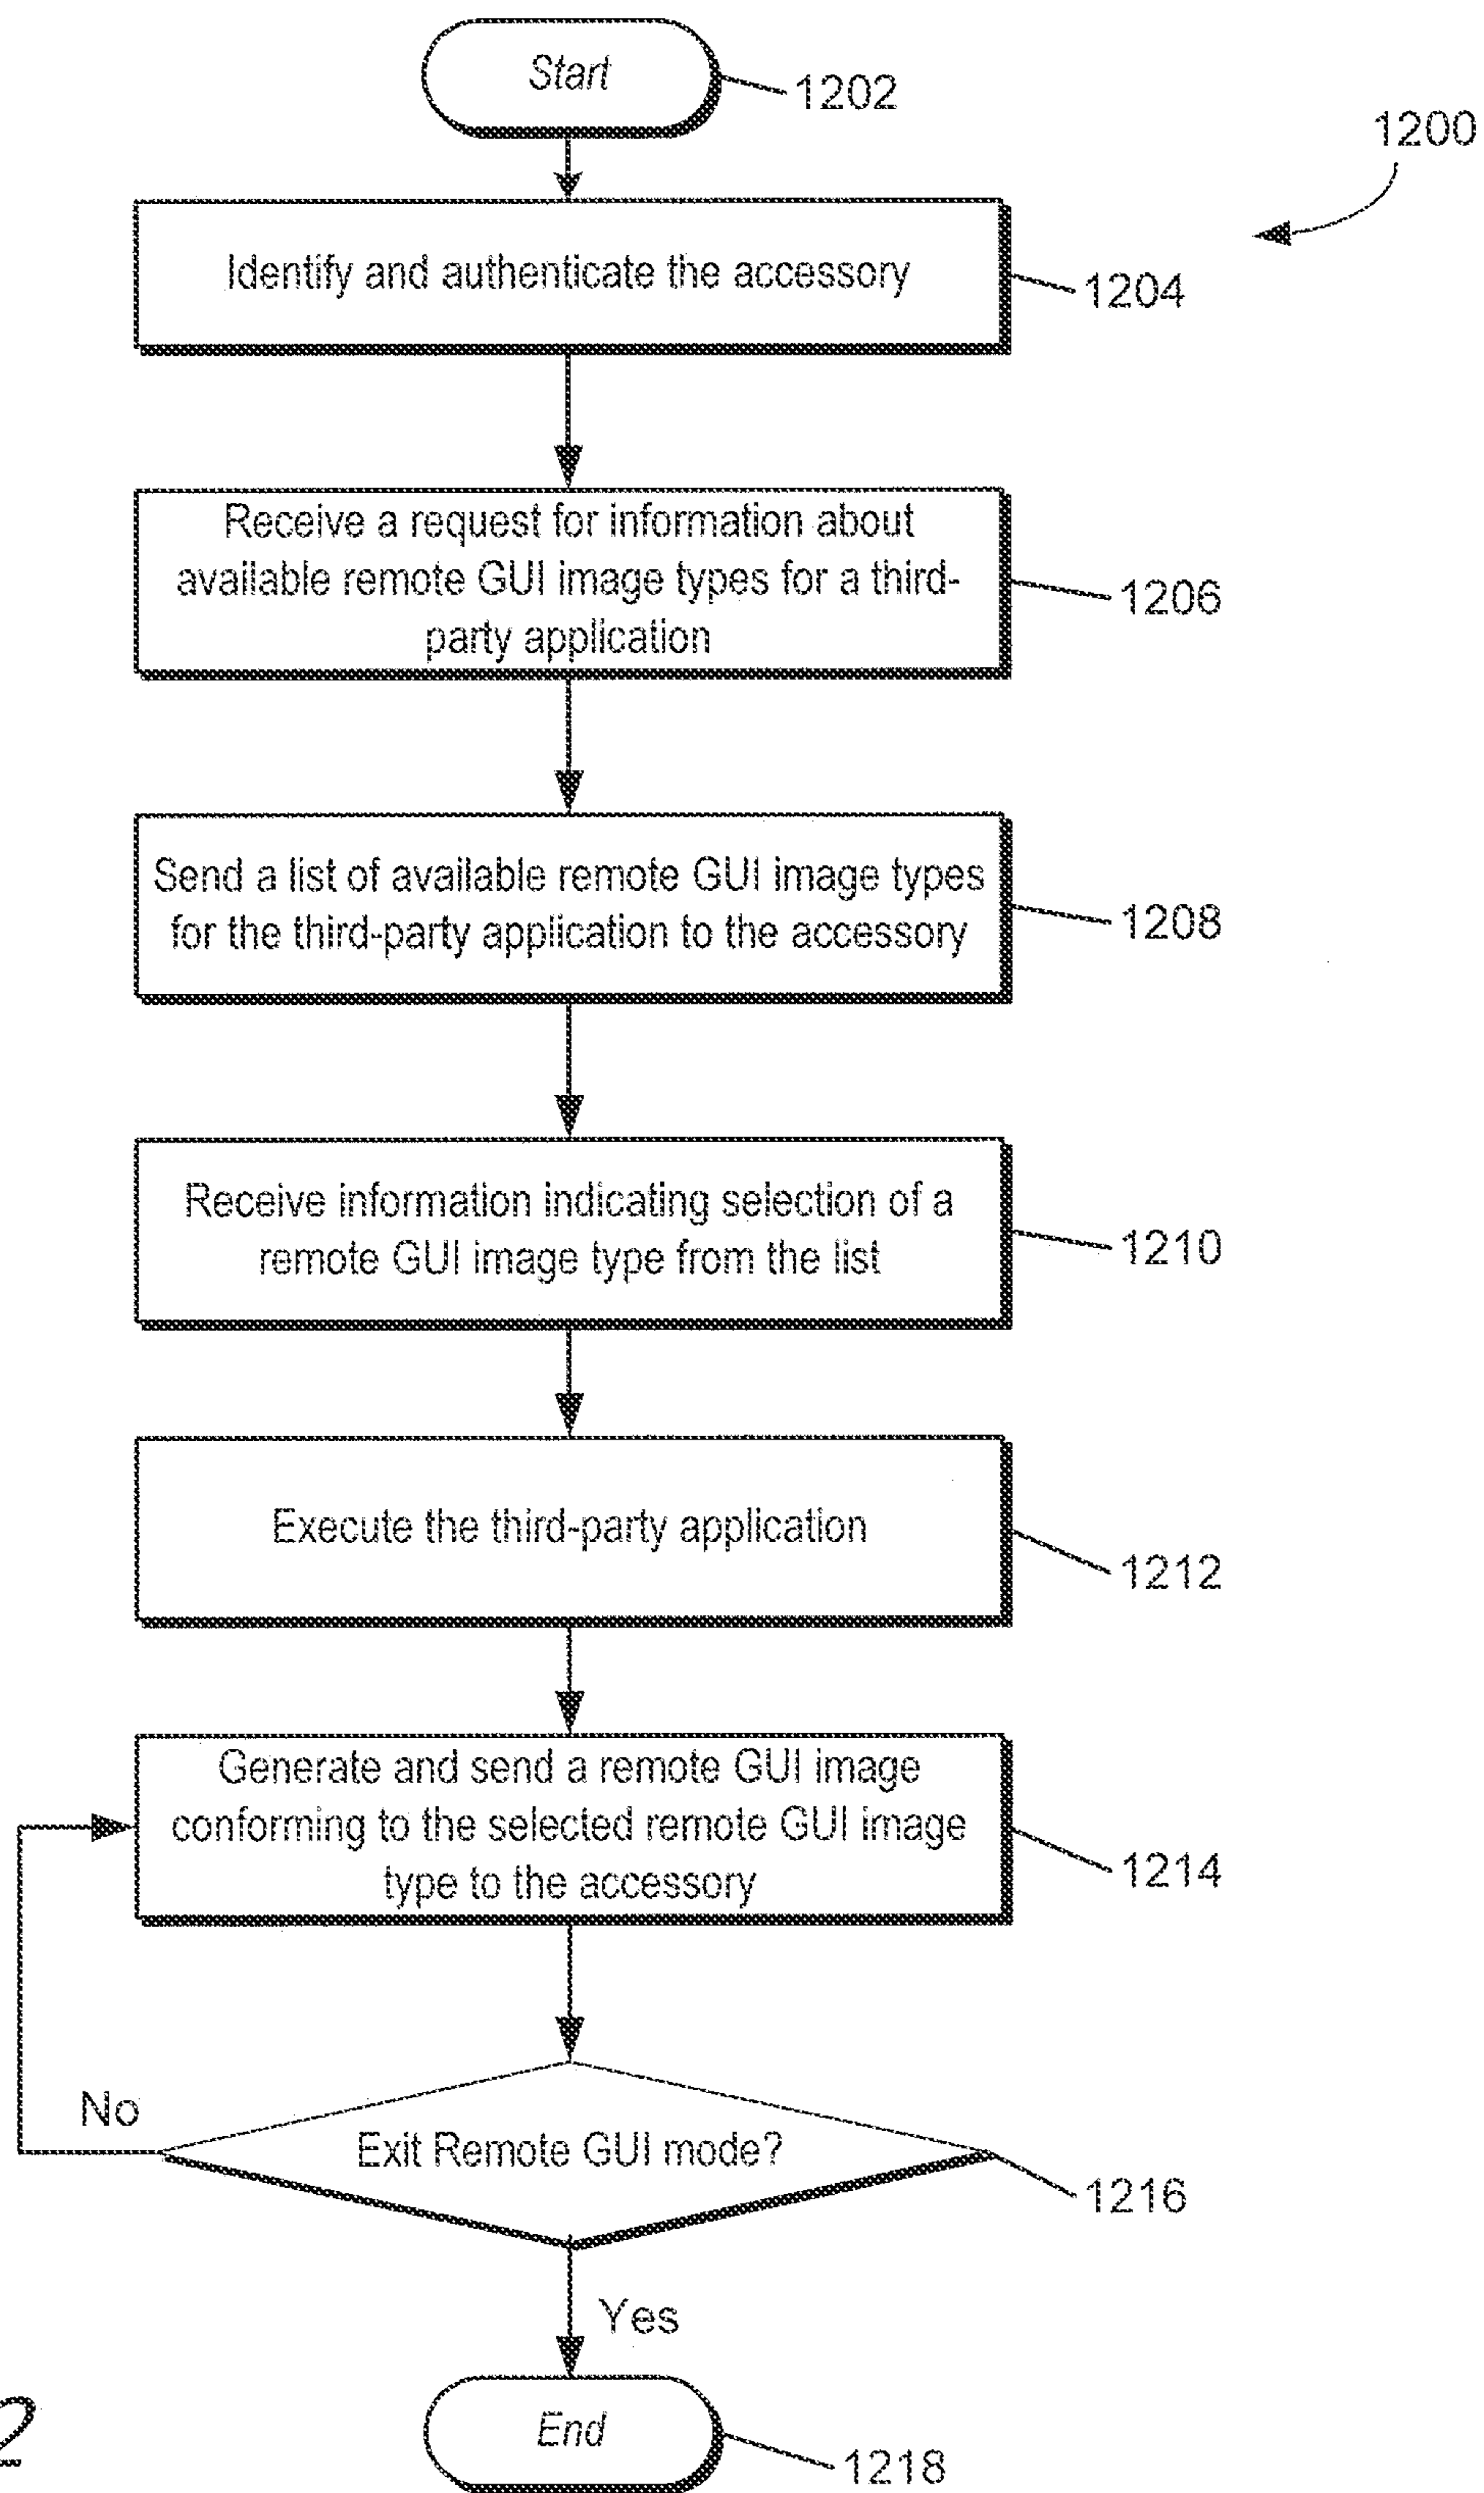 Start
1202
1200
Identify and authenticate the accessory
1204
Receive a request for information about
available remote GUI image types for a third-
party application
1206
Send a list of available remote GUI image types
for the third-party application to the accessory
1208
Receive information indicating selection of a
remote GUI image type from the list
1210
Execute the third-party application
1212
Generate and send a remote GUI image
conforming to the selected remote GUI image
type to the accessory
1214
No
Exit Remote GUI mode?
1216
Yes
2
End
1218